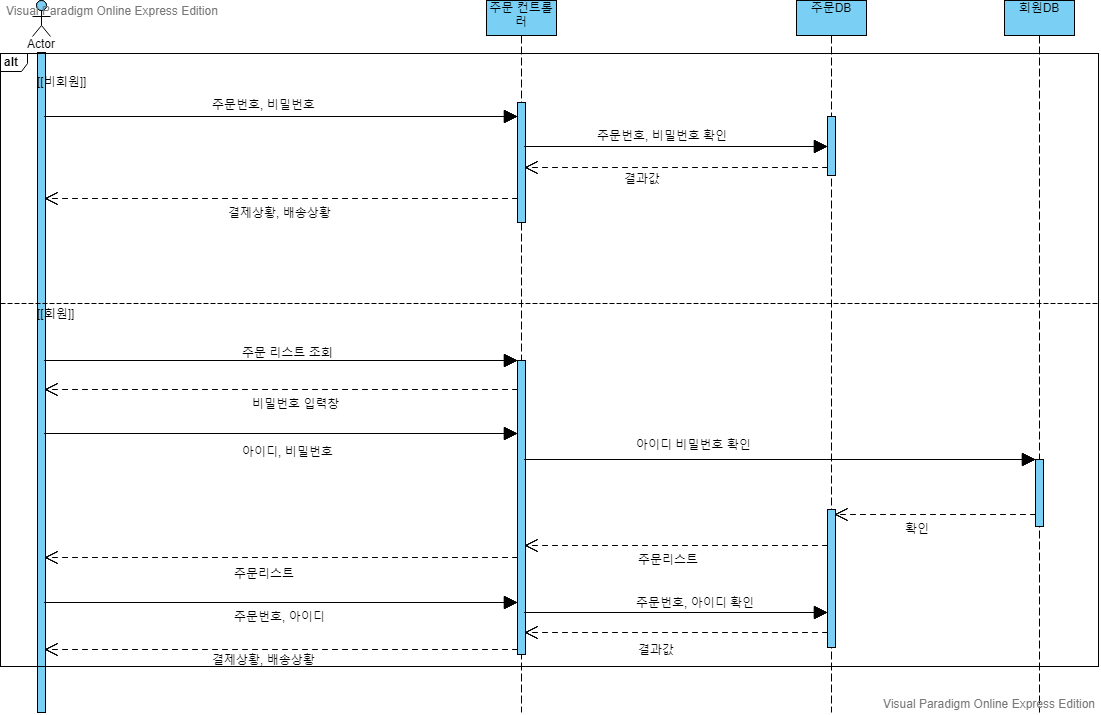 Visual Paradigm Online Express Edition
주문 컨트롤
러
주문DB
회원DB
Actor
alt
[[비회원]]
주문번호, 비밀번호
주문번호, 비밀번호 확인
결과값
결제상황, 배송상황
[[회원]]
주문 리스트 조회
비밀번호 입력창
아이디, 비밀번호
아이디 비밀번호 확인
확인
주문리스트
주문리스트
주문번호, 아이디 확인
주문번호, 아이디
결과값
결제상황, 배송상황
Visual Paradigm Online Express Edition